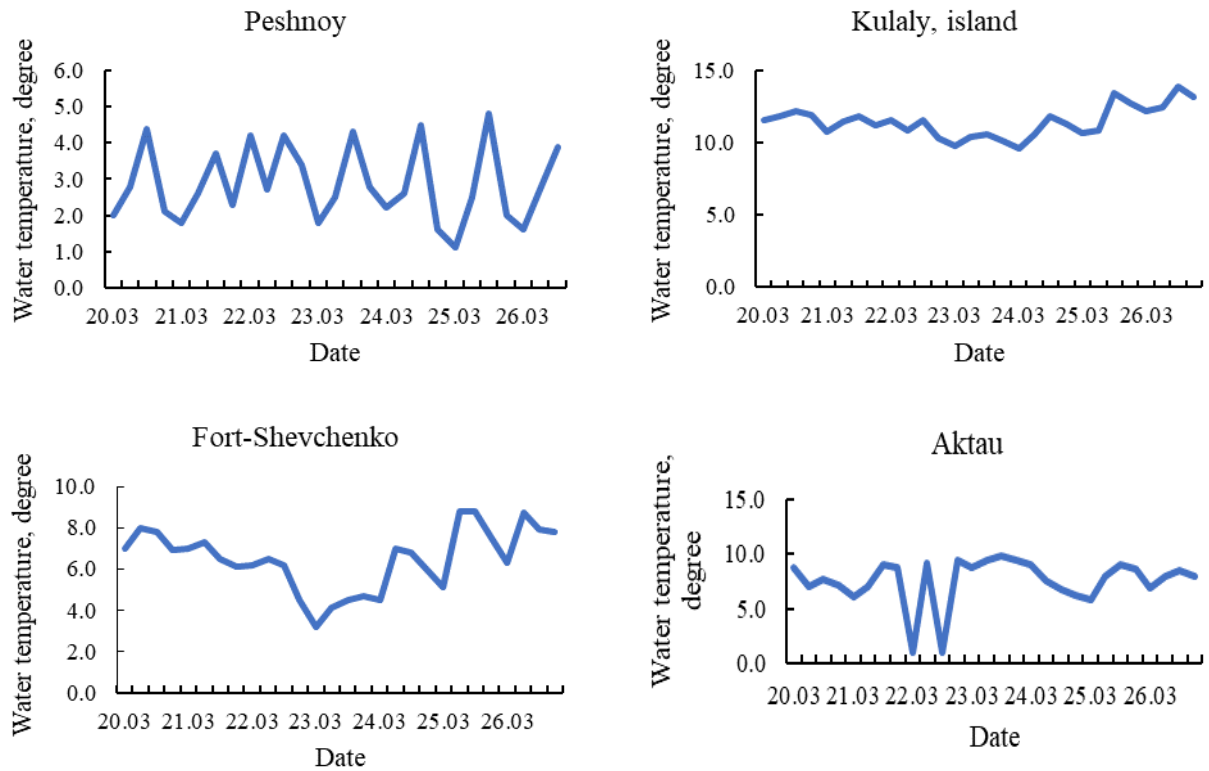 Peshnoy
Water temperature, degree
6.0
5.0
4.0
3.0
2.0
1.0
0.0
20.03 21.03 22.03 23.03 24.03 25.03 26.03
Date
Kulaly, island
Water temperature, degree
15.0
10.0
5.0
0.0
20.03 21.03 22.03 23.03 24.03 25.03 26.03
Date
Fort-Shevchenko
Water temperature, degree
10.0
8.0
6.0
4.0
2.0
0.0
20.03 21.03 22.03 23.03 24.03 25.03 26.03
Date
Aktau
Water temperature,
degree
15.0
10.0
5.0
0.0
20.03 21.03 22.03 23.03 24.03 25.03 26.03
Date